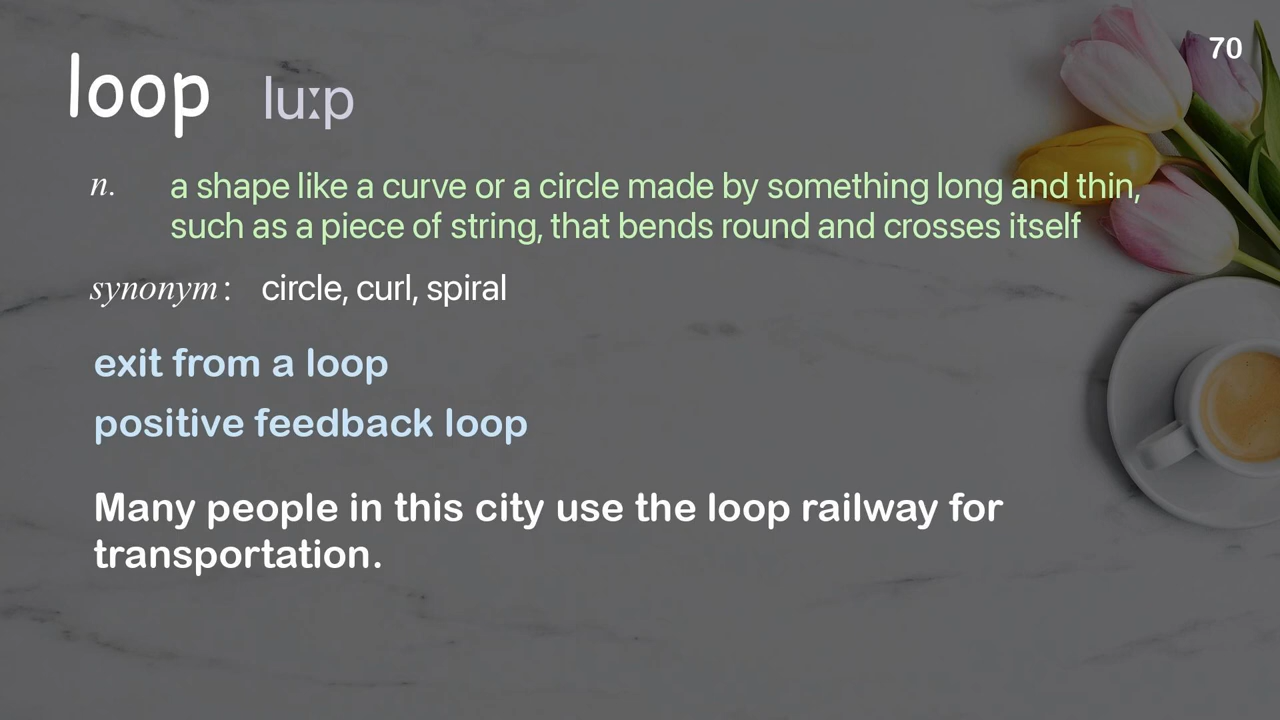 70
loop luːp
n. a shape like a curve or a circle made by something long and thin,
such as a piece of string, that bends round and crosses itself
synonym: circle, curl, spiral
exit from a loop
positive feedback loop
Many people in this city use the loop railway for
transportation.